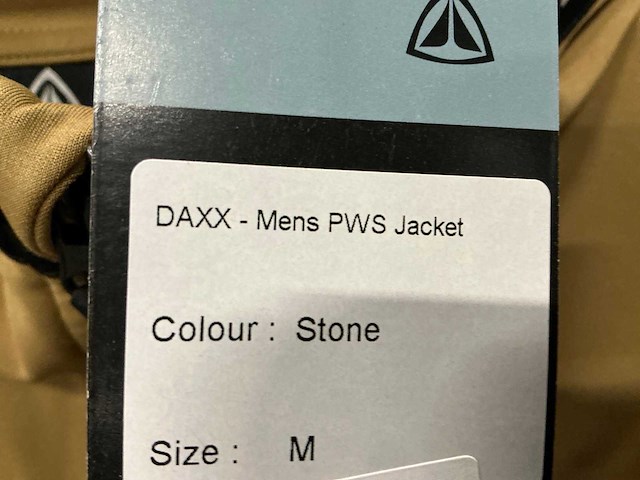 DAXX - Mens PWS Jacket
Colour : Stone
Size : M